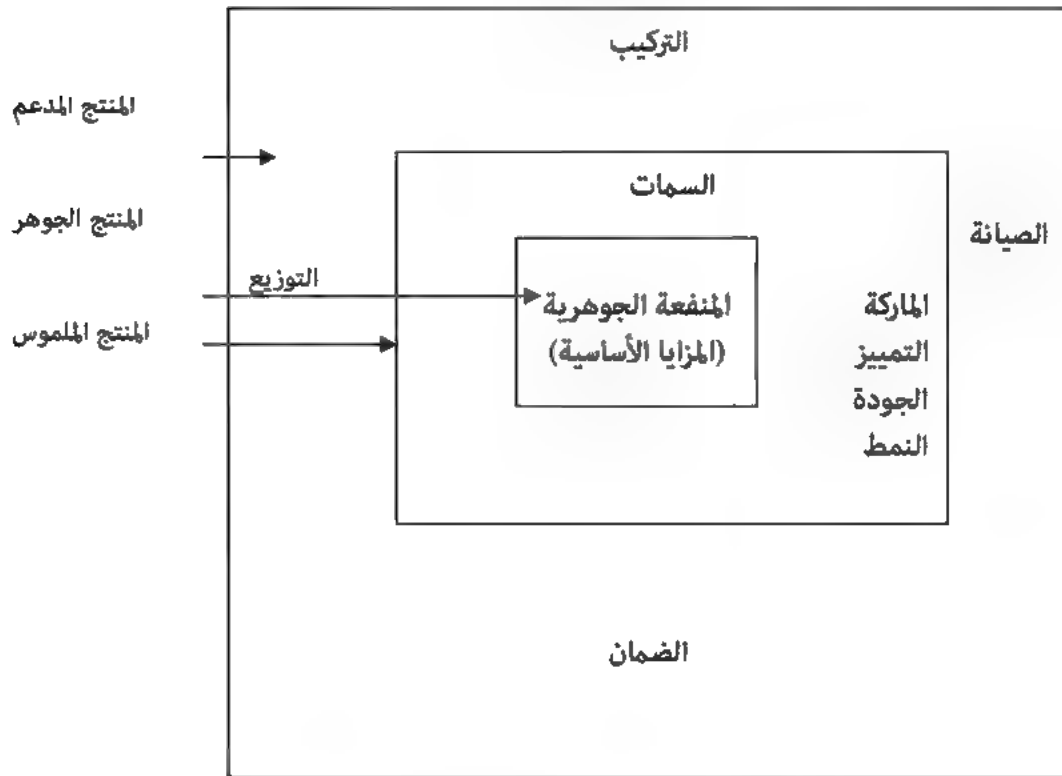 التركيب
المنتج المدعم
السمات
المنتج الجوهر
الصيانة
التوزيع
المنفعة الجوهرية
(المزايا الأساسية)
الماركة
التمييز
الجودة
النمط
المنتج الملموس
الضمان